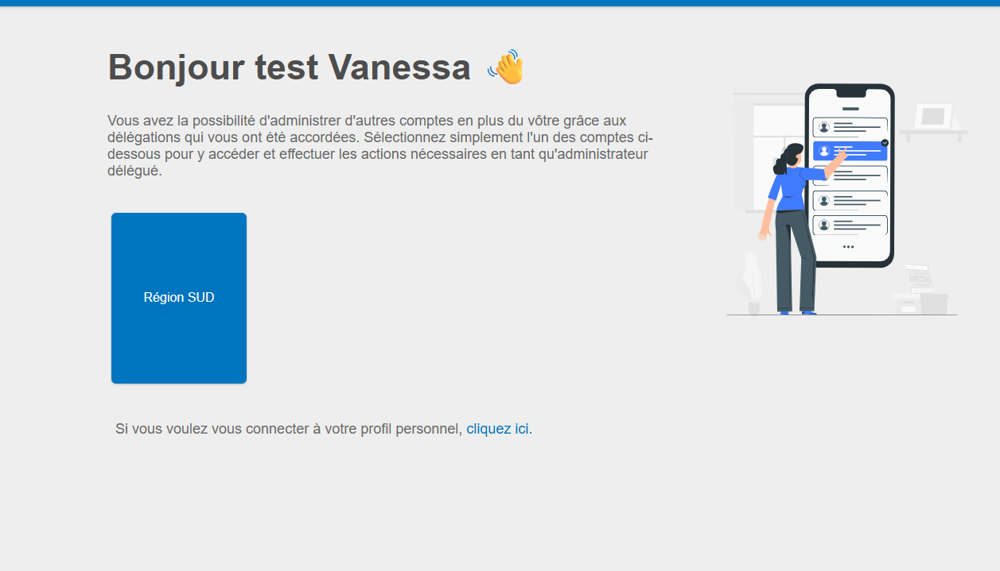 Bonjour test Vanessa 👋
Vous avez la possibilité d'administrer d'autres comptes en plus du vôtre grâce aux
délégations qui vous ont été accordées. Sélectionnez simplement l'un des comptes ci-
dessous pour y accéder et effectuer les actions nécessaires en tant qu'administrateur
délégué.
Région SUD
Si vous voulez vous connecter à votre profil personnel, cliquez ici.